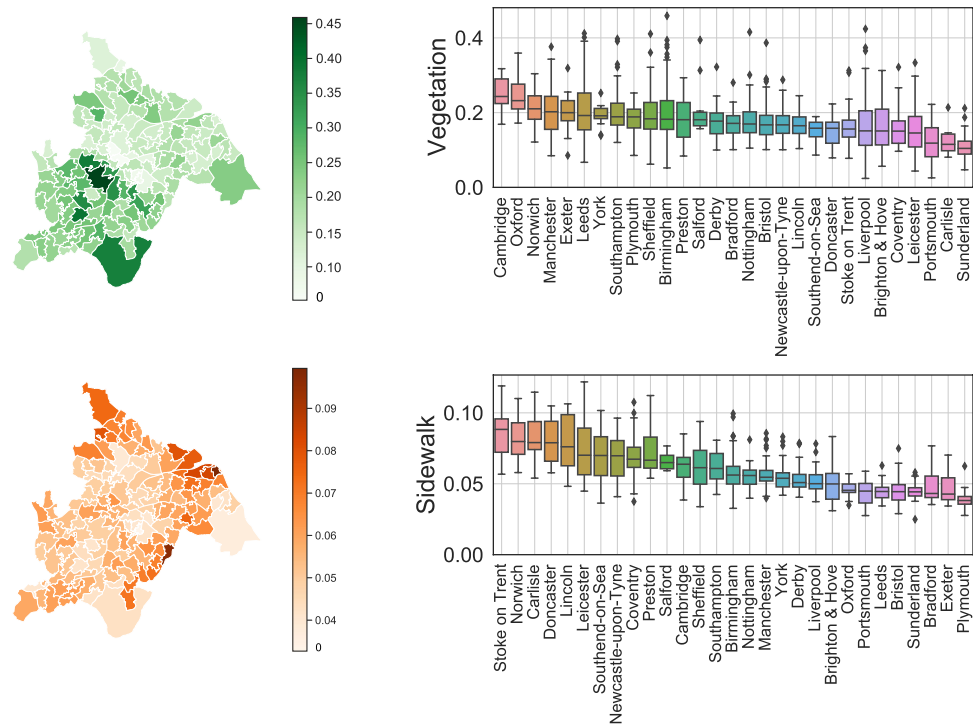 0.45
0.40
0.35
0.30
0.25
0.20
0.15
0.10
0
Vegetation
0.4
0.2
0.0
Cambridge
Oxford
Norwich
Manchester
Exeter
Leeds
York
Southampton
Plymouth
Sheffield
Birmingham
Preston
Salford
Derby
Bradford
Nottingham
Bristol
Newcastle-upon-Tyne
Lincoln
Southend-on-Sea
Doncaster
Stoke on Trent
Liverpool
Brighton & Hove
Coventry
Leicester
Portsmouth
Carlisle
Sunderland
0.09
0.08
0.07
0.06
0.05
0.04
0
Sidewalk
0.10
0.05
0.00
Stoke on Trent
Norwich
Carlisle
Doncaster
Lincoln
Leicester
Southend-on-Sea
Newcastle-upon-Tyne
Coventry
Preston
Salford
Cambridge
Sheffield
Southampton
Birmingham
Nottingham
Manchester
York
Derby
Liverpool
Brighton & Hove
Oxford
Portsmouth
Leeds
Bristol
Sunderland
Bradford
Exeter
Plymouth